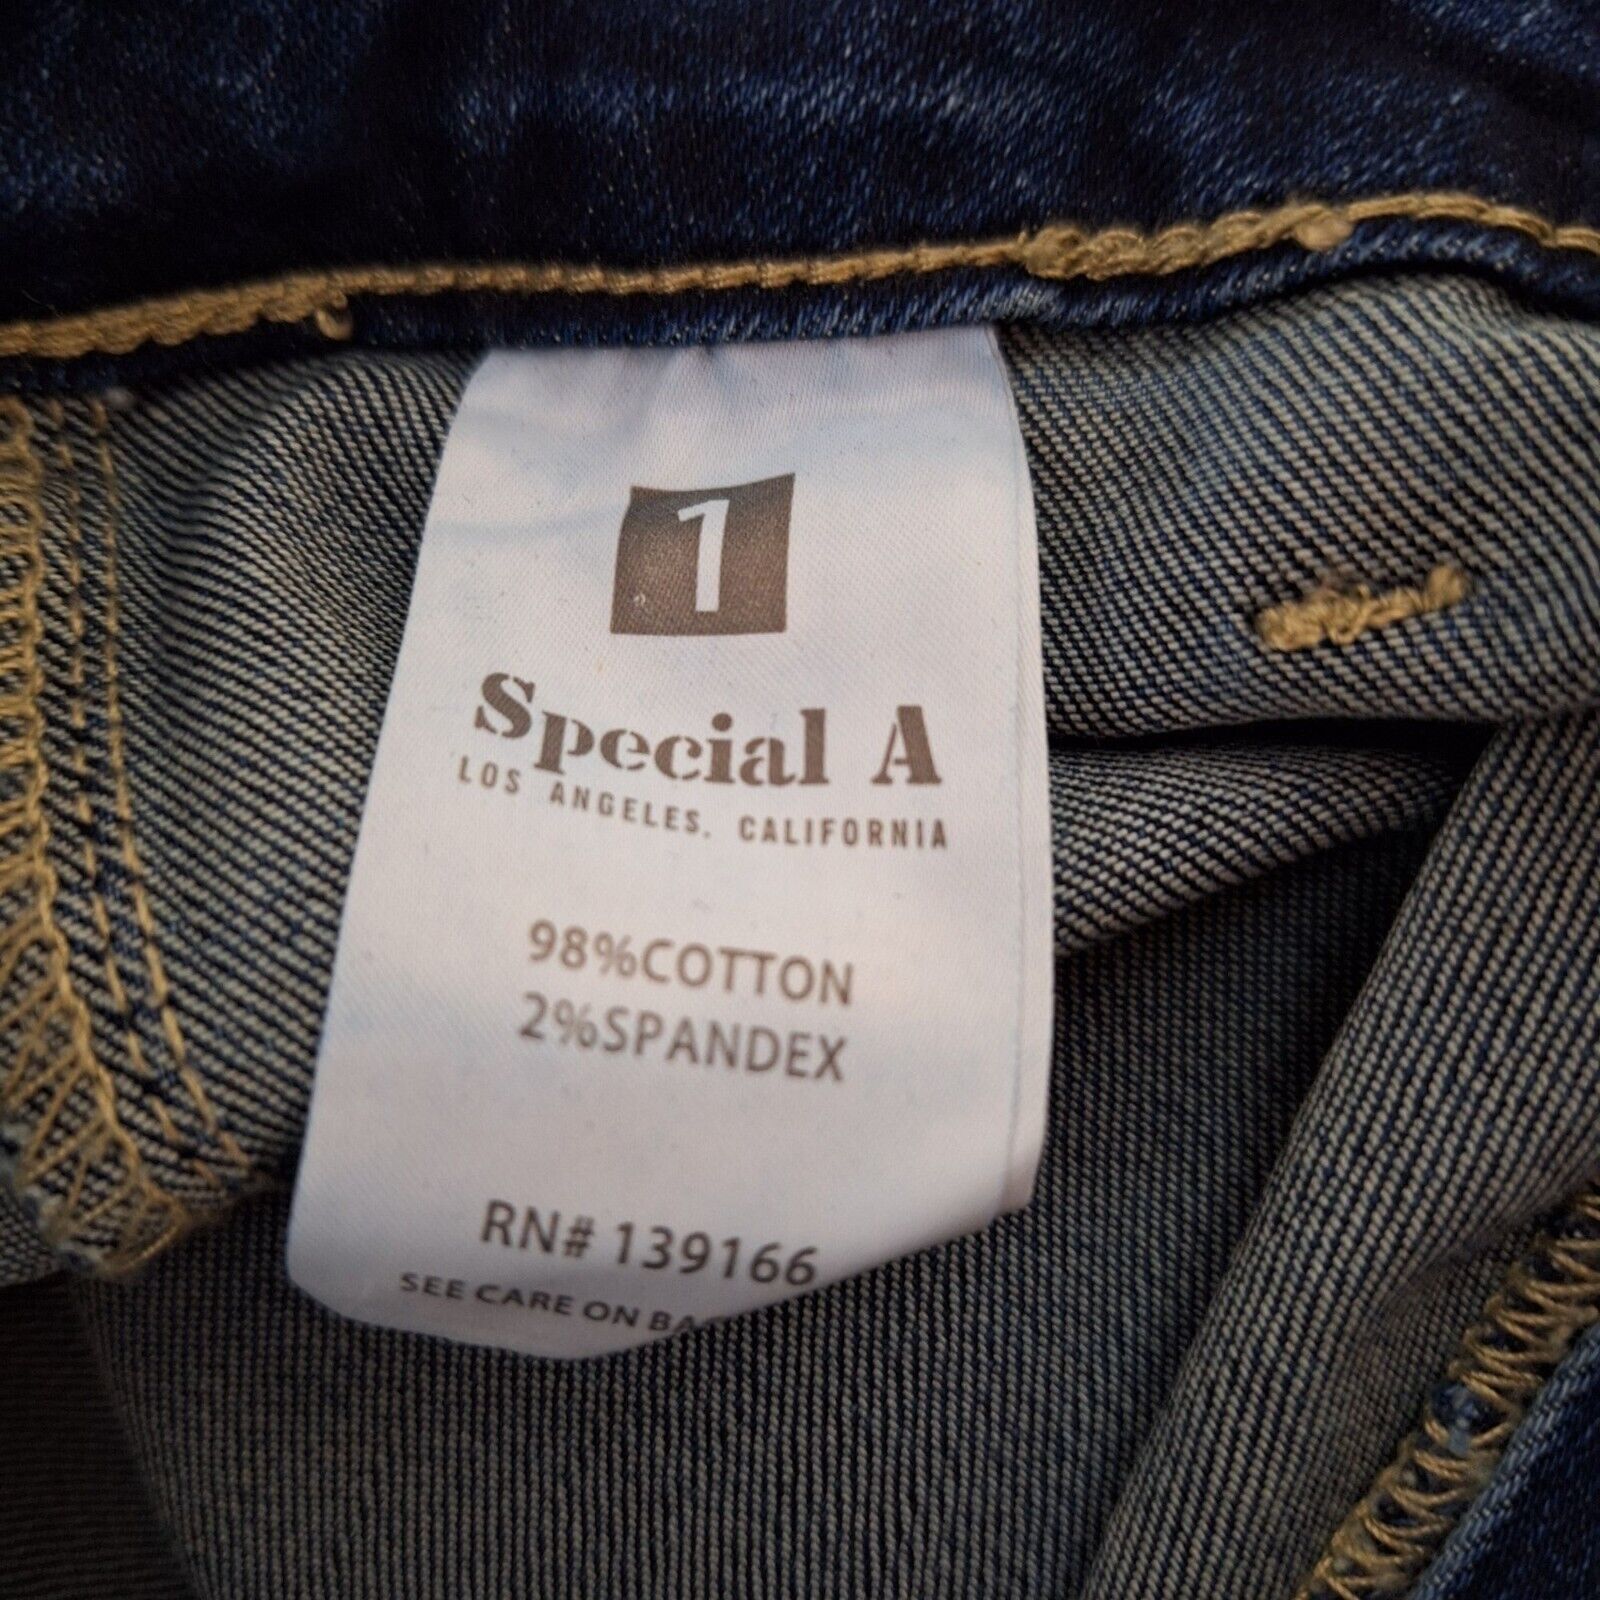 1
Special A
LOS ANGELES, CALIFORNIA
98%COTTON
2%SPANDEX
RN# 139166
SEE CARE ON